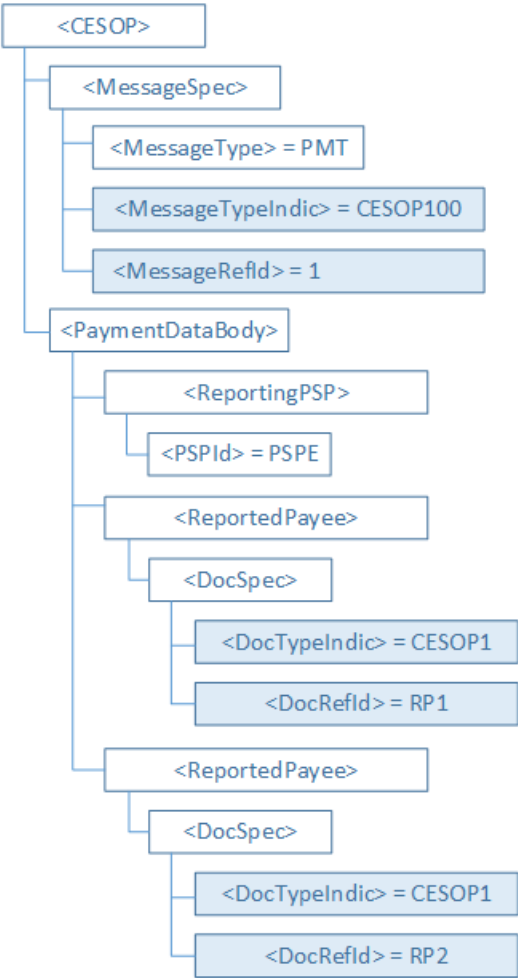 <CESOP>
<MessageSpec>
<MessageType> = PMT
<MessageTypeIndic> = CESOP100
<MessageRefId> = 1
<PaymentDataBody>
<ReportingPSP>
<PSPId> = PSPE
<ReportedPayee>
<DocSpec>
<DocTypeIndic> = CESOP1
<DocRefId> = RP1
<ReportedPayee>
<DocSpec>
<DocTypeIndic> = CESOP1
<DocRefId> = RP2